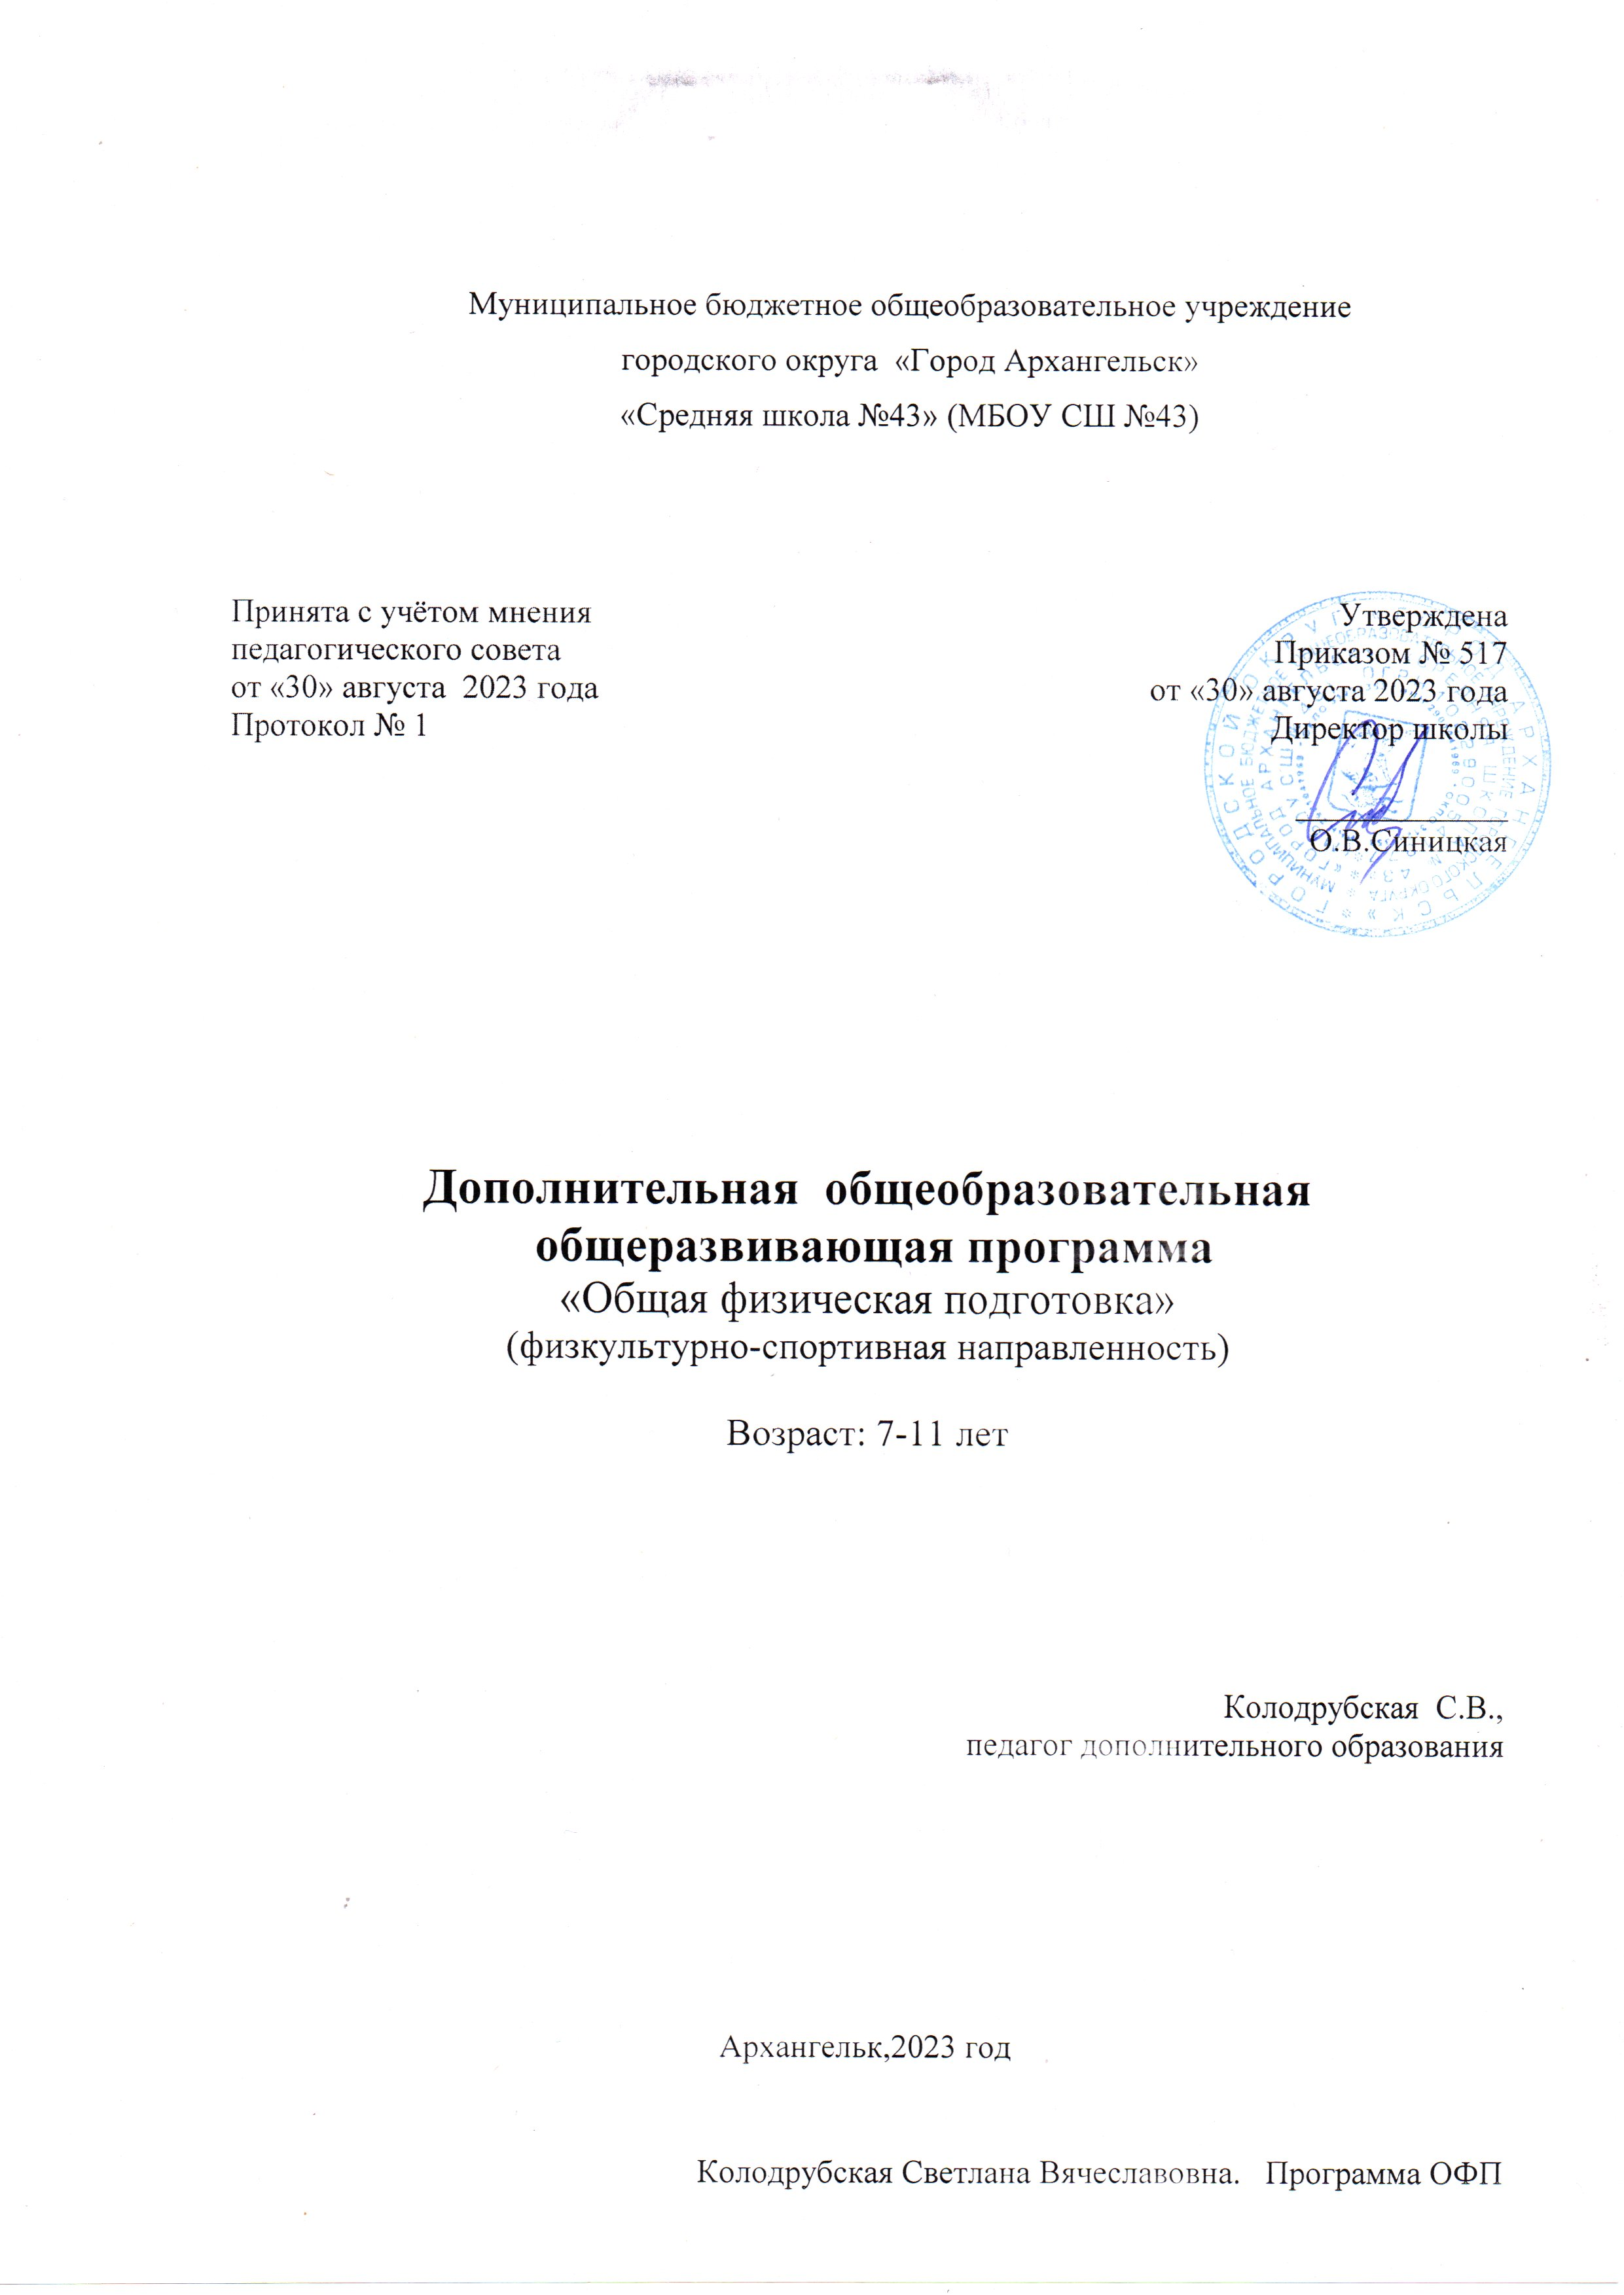 Муниципальное бюджетное общеобразовательное учреждение
городского округа «Город Архангельск»
«Средняя школа №43» (МБОУ СШ №43)
Принята с учётом мнения
педагогического совета
от «30» августа 2023 года
Протокол № 1
Утверждена
Приказом № 517
от «30» августа 2023 года
Директор школы
О.В.Синицкая
Дополнительная общеобразовательная
общеразвивающая программа
«Общая физическая подготовка»
(физкультурно-спортивная направленность)
Возраст: 7-11 лет
Колодрубская С.В.,
педагог дополнительного образования
Архангельк,2023 год
Колодрубская Светлана Вячеславовна. Программа ОФП